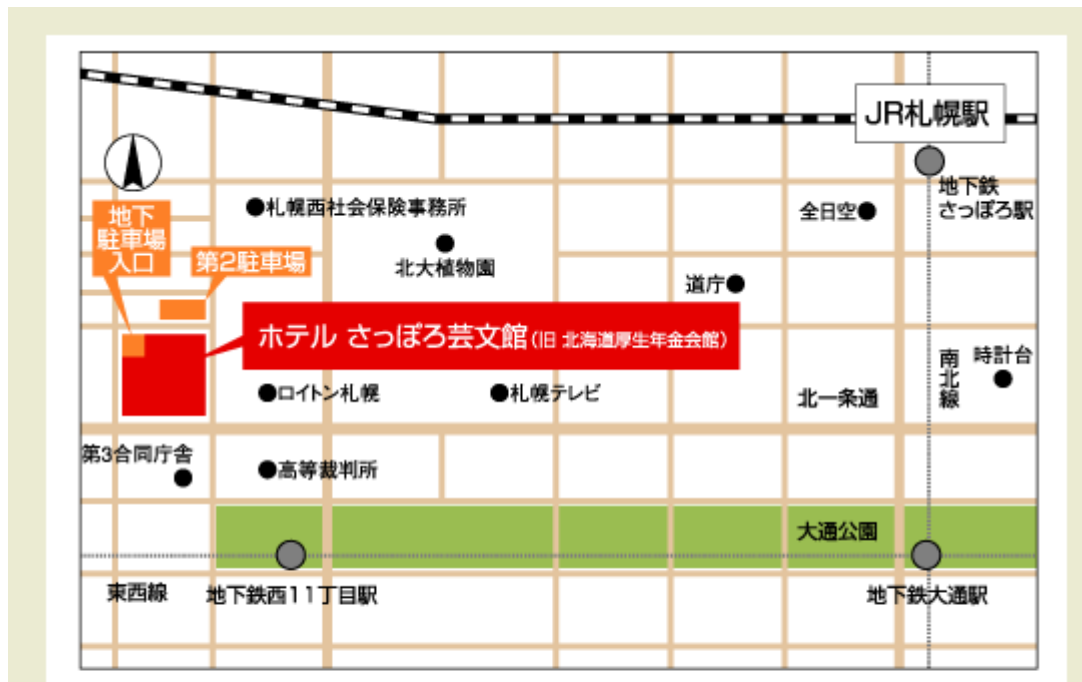 JR札幌駅
地下鉄
さっぽろ駅
地下
駐車場
入口
札幌西社会保険事務所
全日空
北大植物園
第2駐車場
道庁
ホテル さっぽろ芸文館(旧 北海道厚生年金会館)
南北線
時計台
ロイトン札幌
札幌テレビ
北一条通
第3合同庁舎
高等裁判所
大通公園
東西線
地下鉄西11丁目駅
地下鉄大通駅